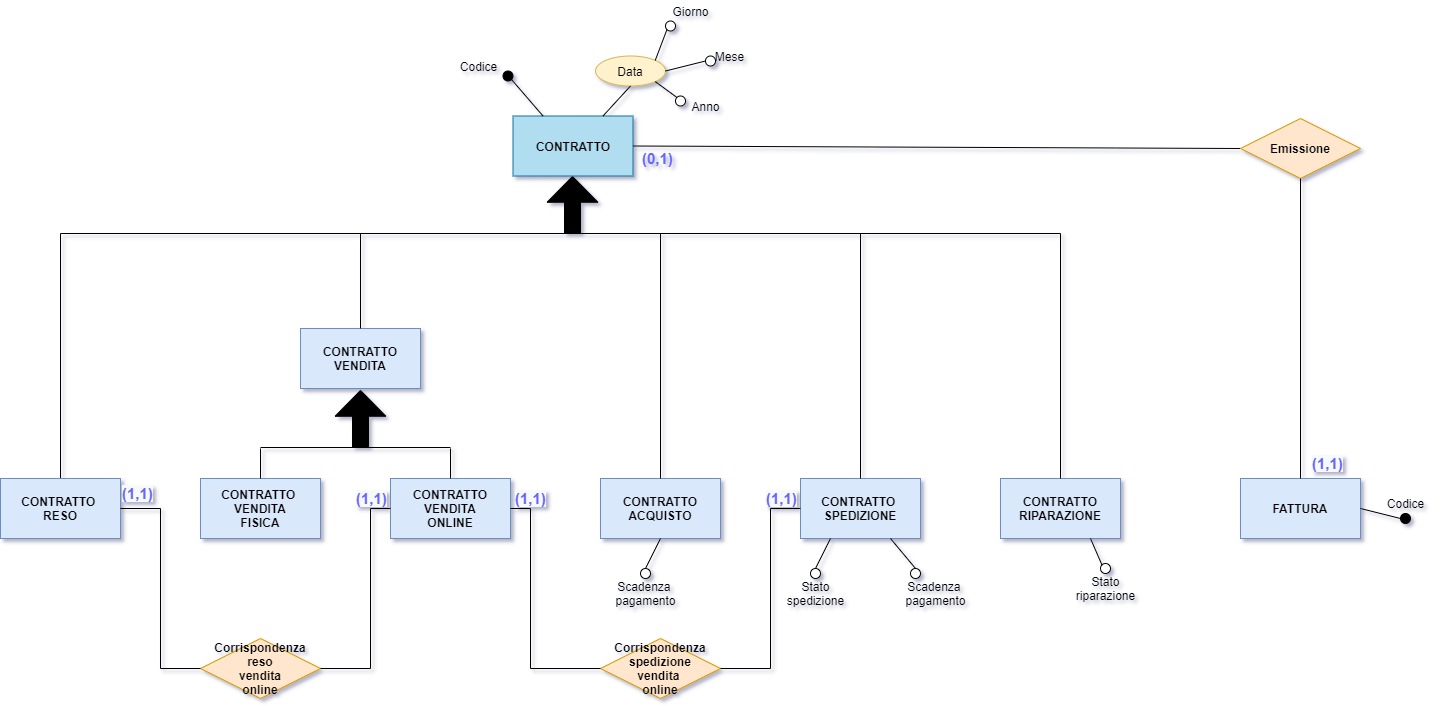 Giorno
Mese
Codice
Data
Anno
CONTRATTO
(0,1)
Emissione
CONTRATTO
VENDITA
(1,1)
CONTRATTO
RESO
(1,1)
CONTRATTO
VENDITA
FISICA
(1,1)
CONTRATTO
VENDITA
ONLINE
(1,1)
CONTRATTO
ACQUISTO
(1,1)
CONTRATTO
SPEDIZIONE
CONTRATTO
RIPARAZIONE
FATTURA
Codice
Scadenza
pagamento
Stato
spedizione
Scadenza
pagamento
Stato
riparazione
Corrispondenza
reso
vendita
online
Corrispondenza
spedizione
vendita
online